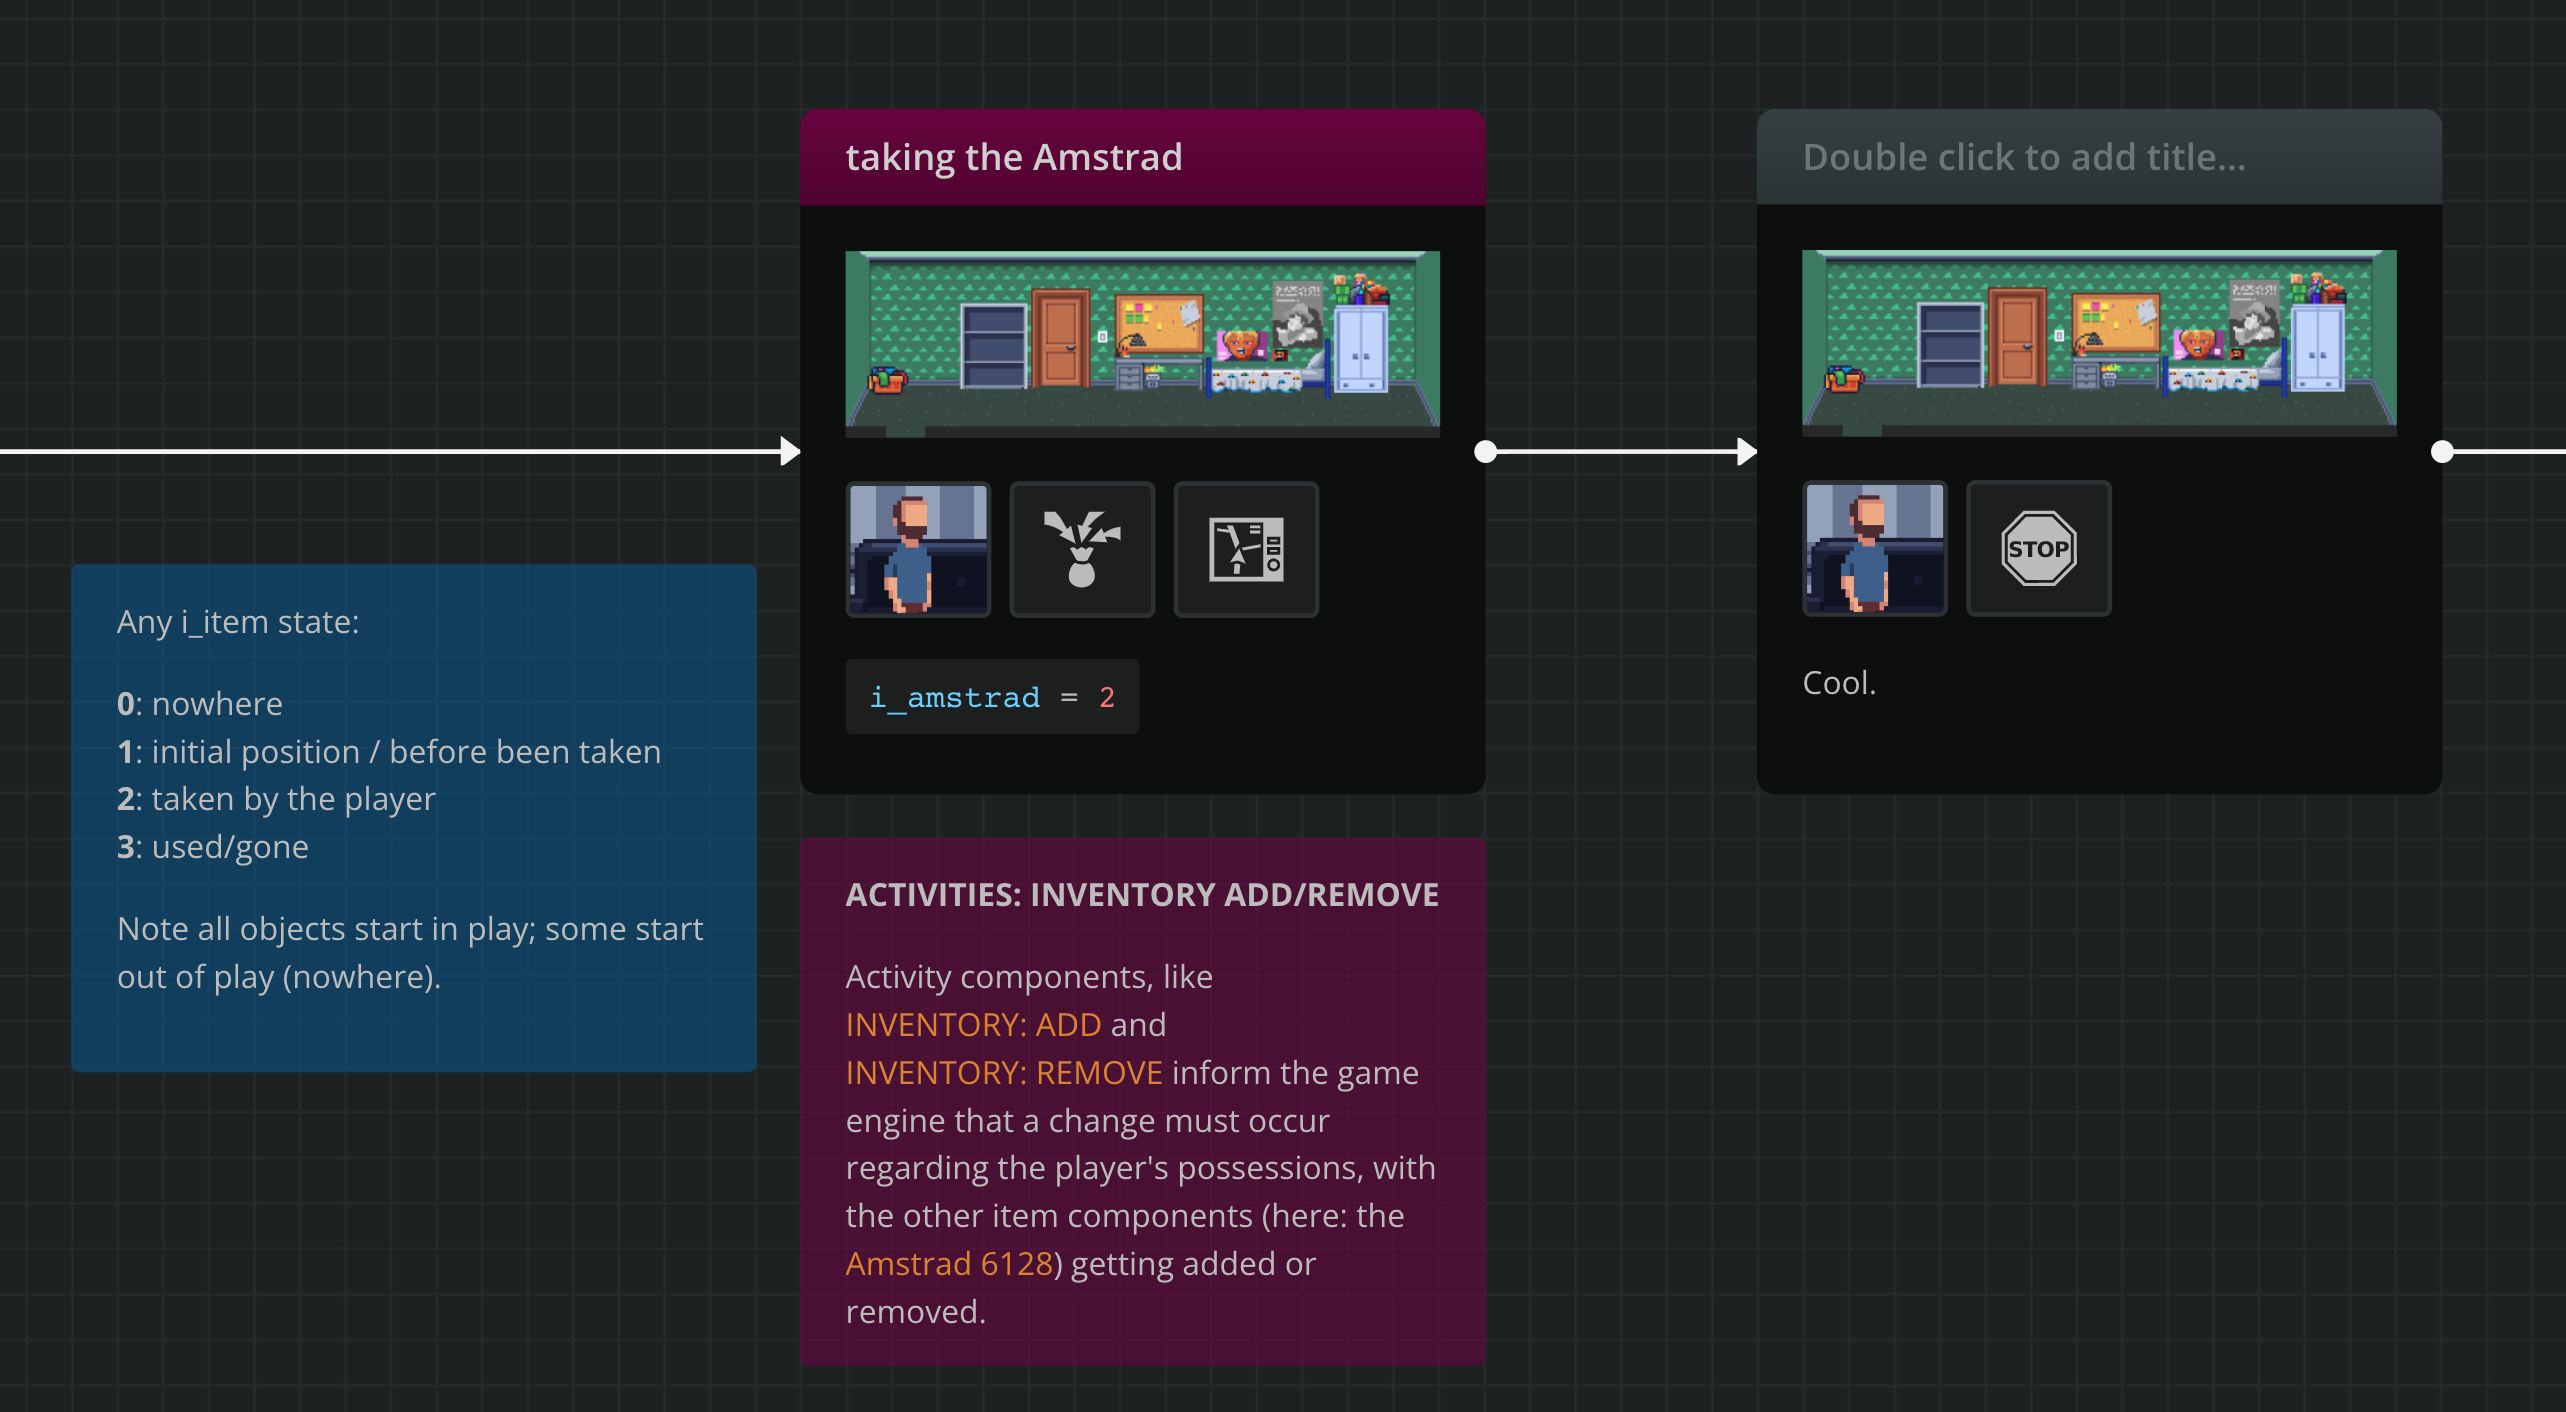 taking the Amstrad
i_amstrad = 2
Double click to add title...
STOP
Cool.
Any i_item state:
0: nowhere
1: initial position / before been taken
2: taken by the player
3: used/gone
Note all objects start in play; some start
out of play (nowhere).
ACTIVITIES: INVENTORY ADD/REMOVE
Activity components, like
INVENTORY: ADD and
INVENTORY: REMOVE inform the game
engine that a change must occur
regarding the player's possessions, with
the other item components (here: the
Amstrad 6128) getting added or
removed.